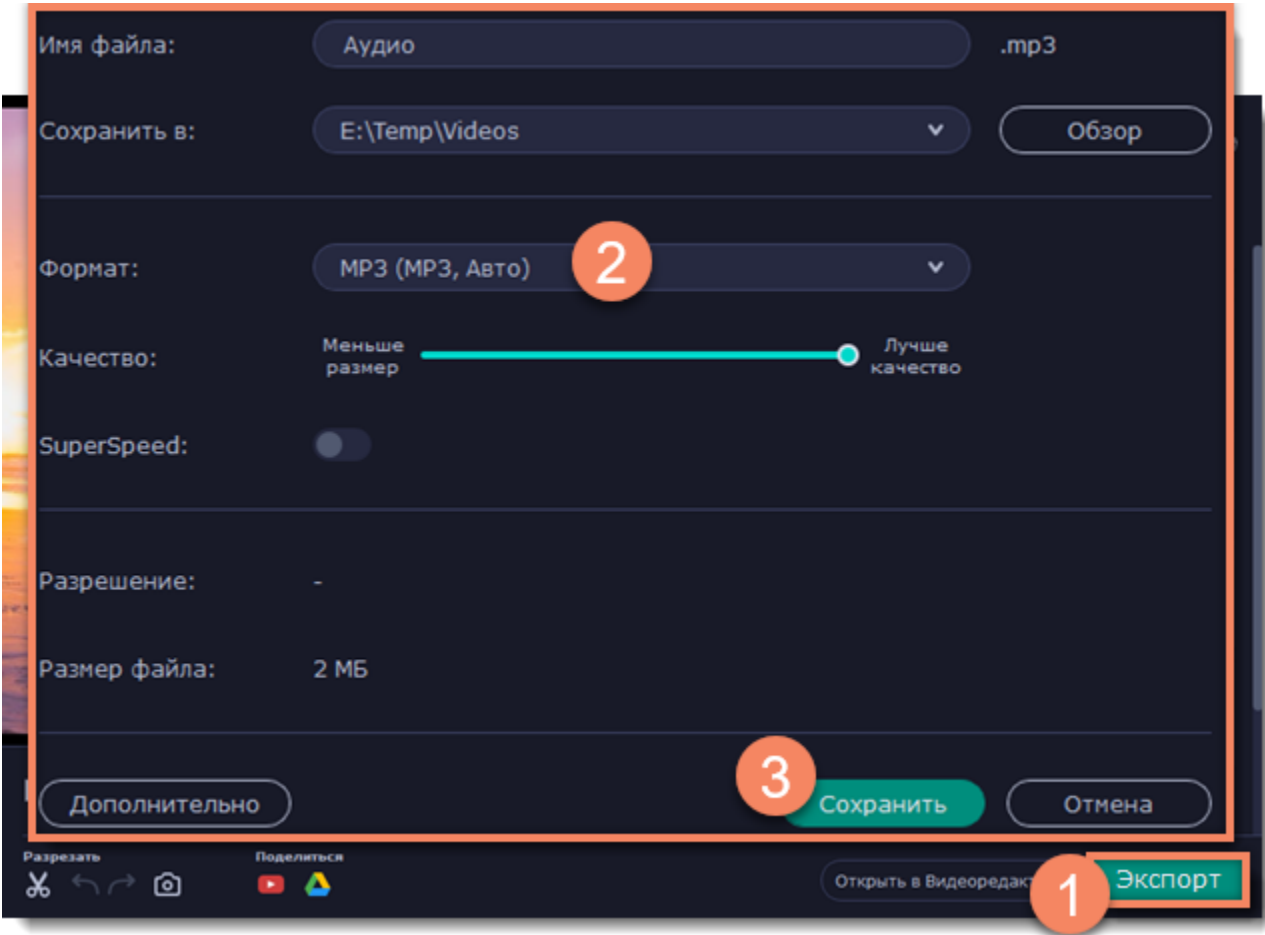 Имя файла: Аудио .mp3
Сохранить в: E:\Temp\Videos Обзор
Формат: MP3 (MP3, Авто) 2
Качество: Меньше размер Лучше качество
SuperSpeed:
Разрешение: -
Размер файла: 2 МБ
Дополнительно 3 Сохранить Отмена
Разрезать Поделиться
Открыть в 1 Экспорт